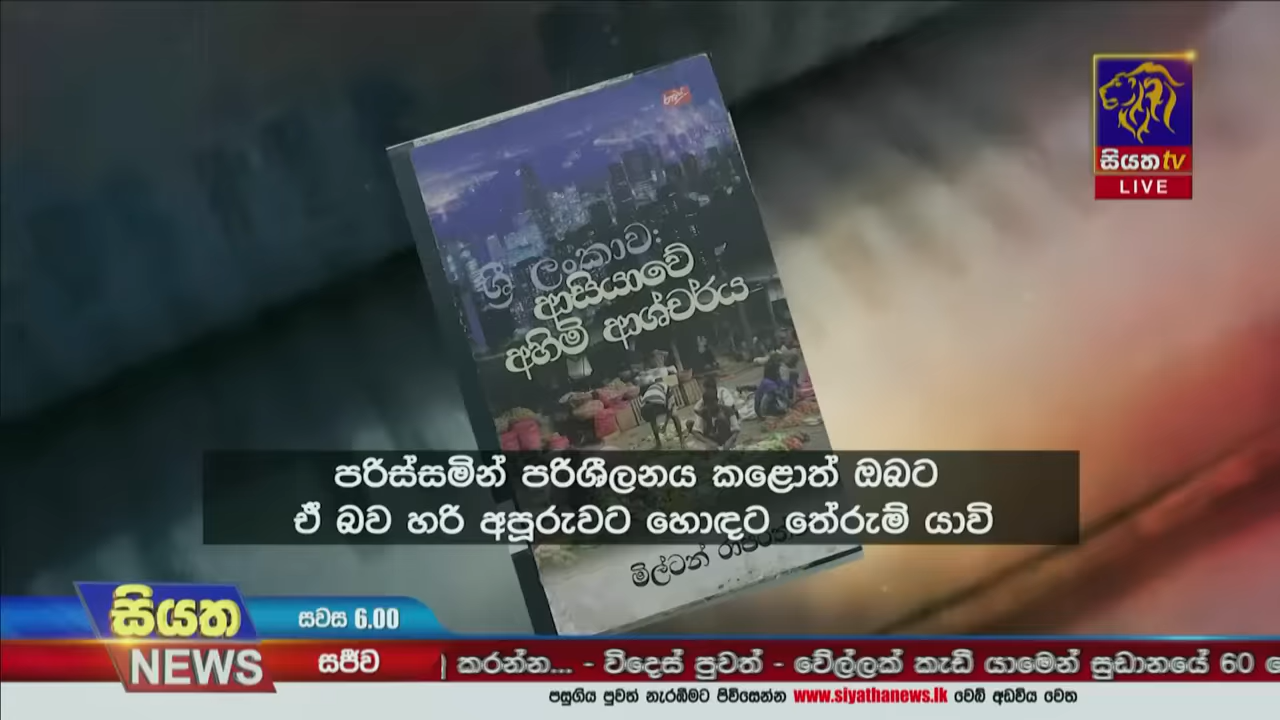 සියත tv
LIVE
ශ්‍රී ලංකාව:
ආසියාවේ
අහිමි ආශ්චර්ය
පරිස්සමින් පරිශීලනය කළොත් ඔබට
ඒ බව හරි අපූරුවට හොඳට තේරුම් යාවි
මිල්ටන්
සියත
NEWS
සවස 6.00
සජීව
කරන්න... - විදෙස් පුවත් - වේල්ලක් කැඩී යාමෙන් සුඩානයේ 60
පසුගිය පුවත් නැරඹීමට පිවිසෙන්න www.siyathanews.lk වෙබ් අඩවිය වෙත